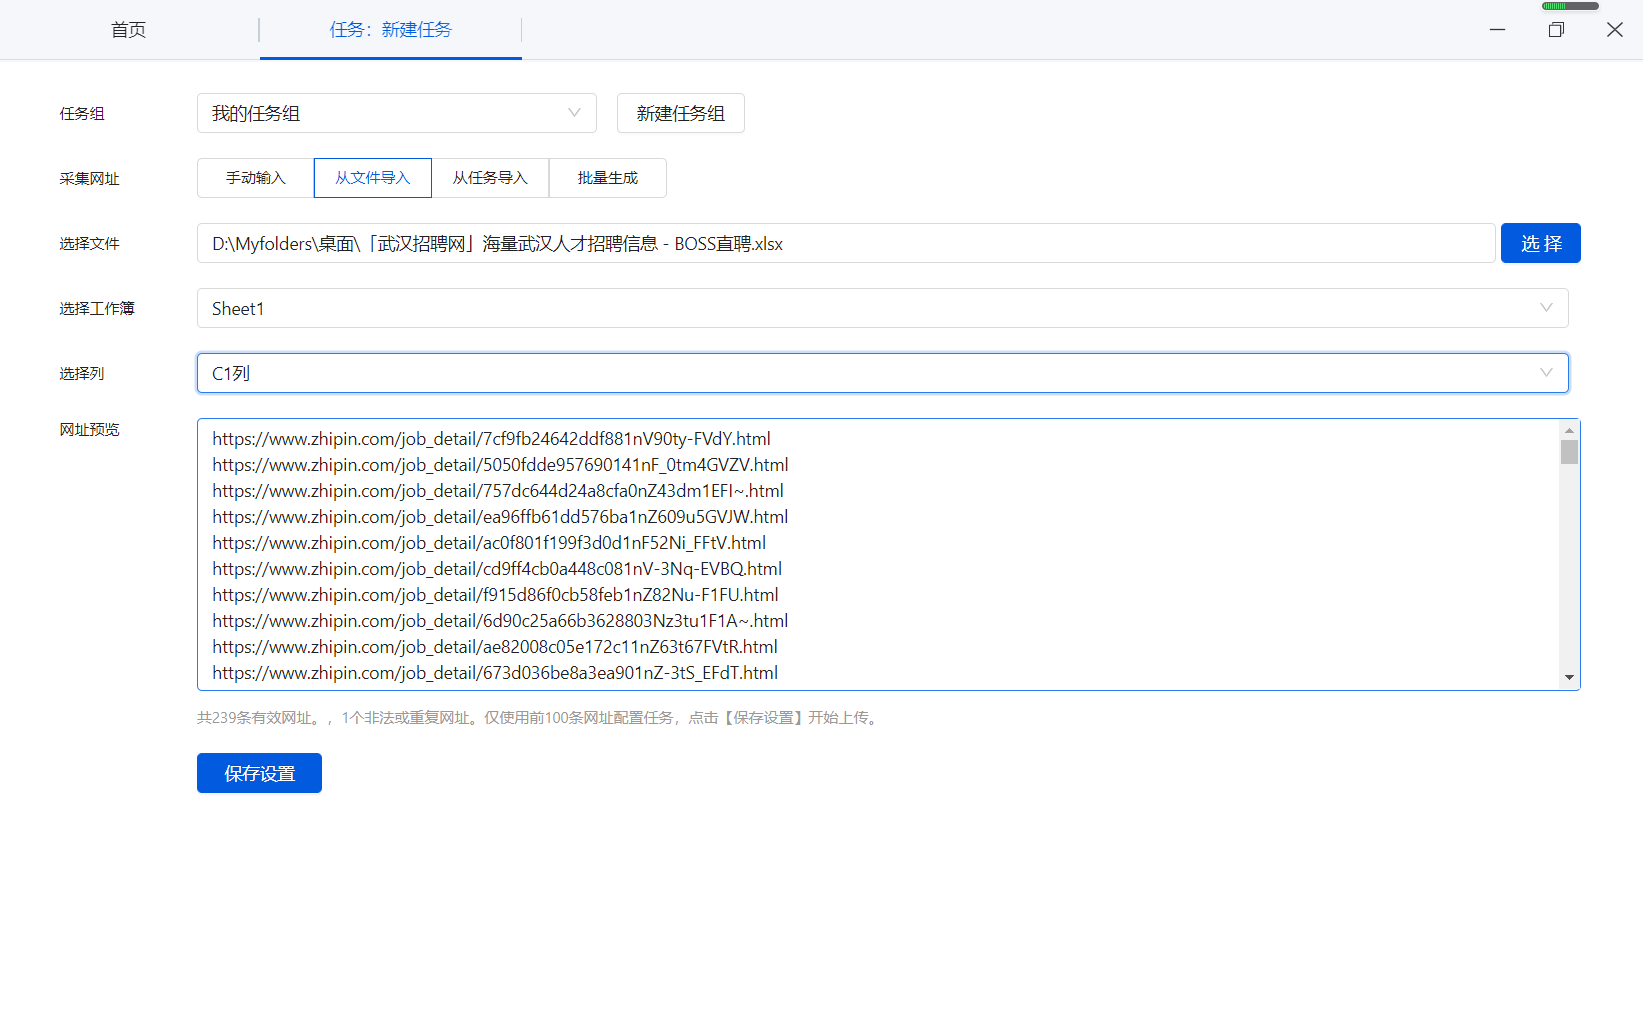 首页
任务：新建任务
任务组
我的任务组
新建任务组
采集网址
手动输入
从文件导入
从任务导入
批量生成
选择文件
D:\Myfolders\桌面\「武汉招聘网」海量武汉人才招聘信息 - BOSS直聘.xlsx
选 择
选择工作簿
Sheet1
选择列
C1列
网址预览
https://www.zhipin.com/job_detail/7cf9fb24642ddf881nV90ty-FVdY.html
https://www.zhipin.com/job_detail/5050fdde957690141nF_0tm4GVZV.html
https://www.zhipin.com/job_detail/757dc644d24a8cfa0nZ43dm1EFI~.html
https://www.zhipin.com/job_detail/ea96ffb61dd576ba1nZ609u5GVJW.html
https://www.zhipin.com/job_detail/ac0f801f199f3d0d1nF52Ni_FFtV.html
https://www.zhipin.com/job_detail/cd9ff4cb0a448c081nV-3Nq-EVBQ.html
https://www.zhipin.com/job_detail/f915d86f0cb58feb1nZ82Nu-F1FU.html
https://www.zhipin.com/job_detail/6d90c25a66b3628803Nz3tu1F1A~.html
https://www.zhipin.com/job_detail/ae82008c05e172c11nZ63t67FVtR.html
https://www.zhipin.com/job_detail/673d036be8a3ea901nZ-3tS_EFdT.html
共239条有效网址。，1个非法或重复网址。仅使用前100条网址配置任务，点击【保存设置】开始上传。
保存设置